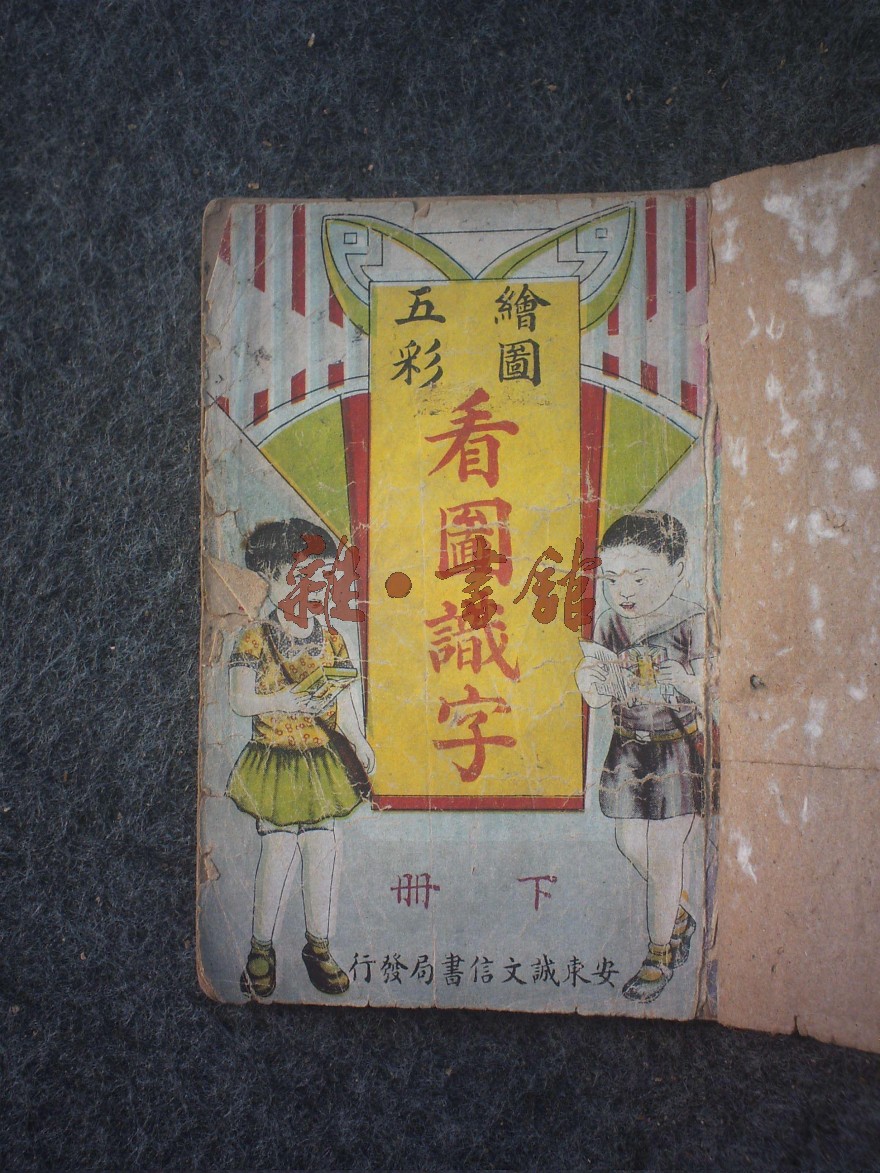 繪圖
五彩
看圖識字
雜·書館
下册
安東誠文信書局發行